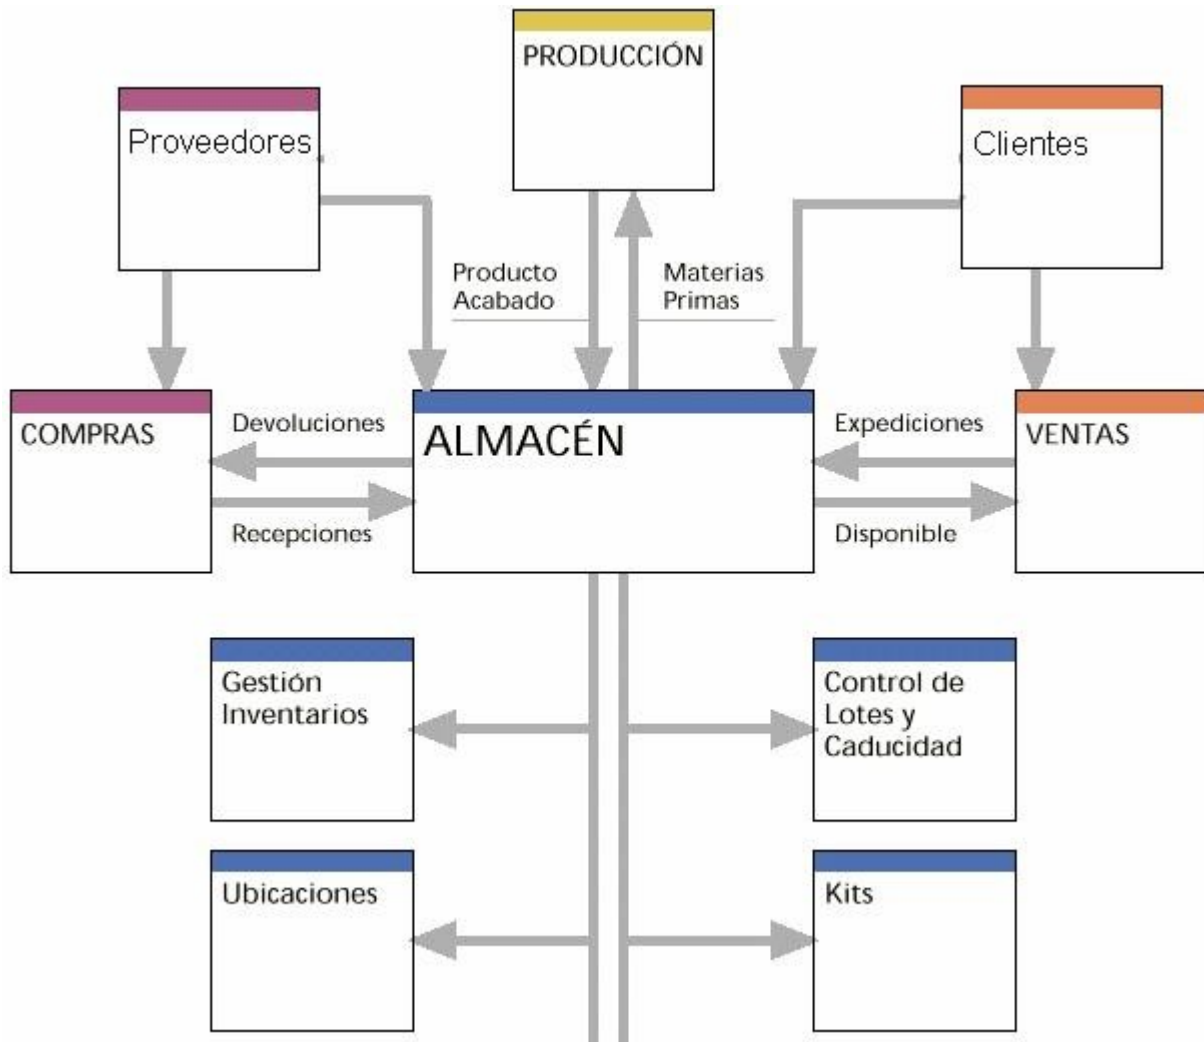 PRODUCCIÓN
Proveedores
Clientes
Producto
Acabado
Materias
Primas
COMPRAS
Devoluciones
Recepciones
ALMACÉN
Expediciones
Disponible
VENTAS
Gestión
Inventarios
Control de
Lotes y
Caducidad
Ubicaciones
Kits